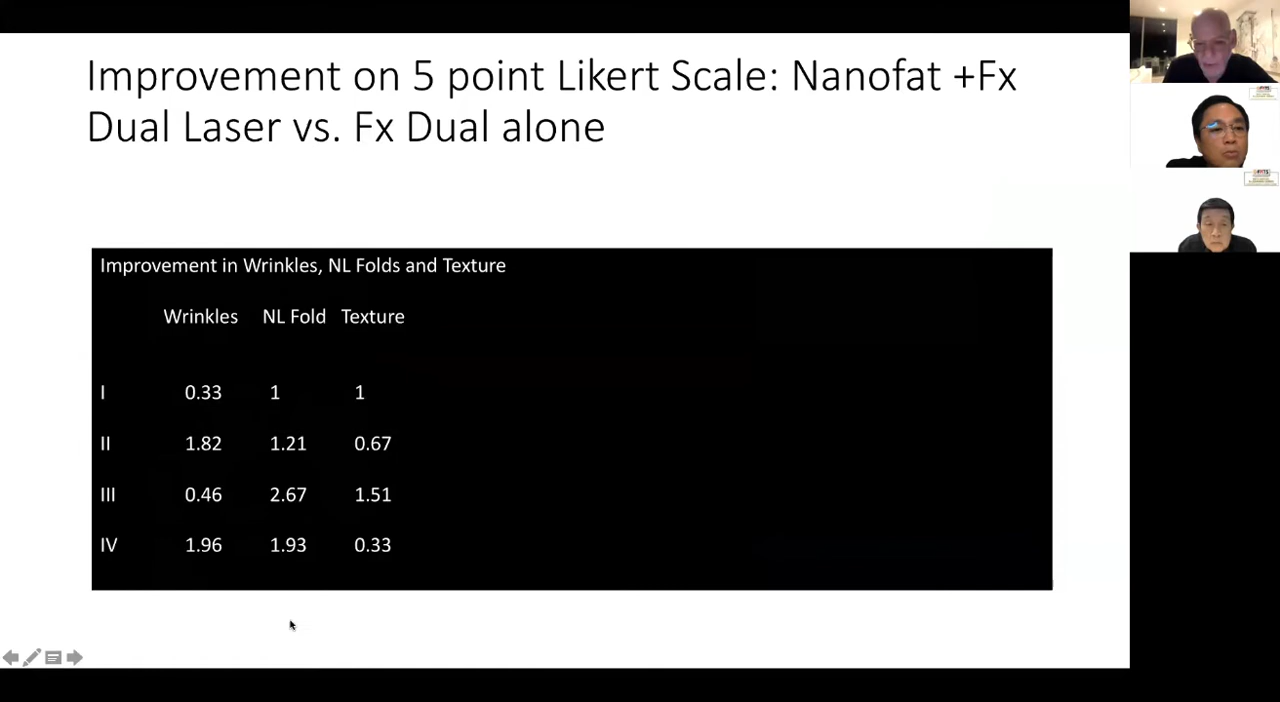 Improvement on 5 point Likert Scale: Nanofat +Fx
Dual Laser vs. Fx Dual alone
Improvement in Wrinkles, NL Folds and Texture
Wrinkles NL Fold Texture
I 0.33 1 1
II 1.82 1.21 0.67
III 0.46 2.67 1.51
IV 1.96 1.93 0.33